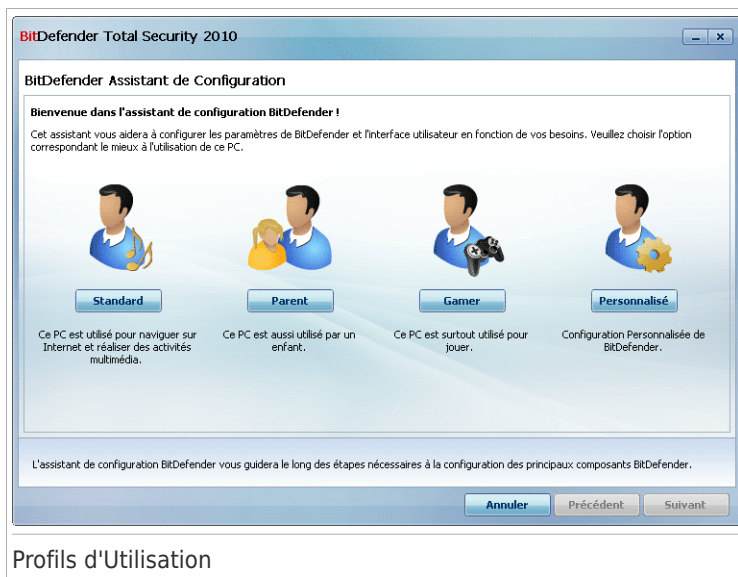 BitDefender Total Security 2010
BitDefender Assistant de Configuration
Bienvenue dans l'assistant de configuration BitDefender !
Cet assistant vous aidera à configurer les paramètres de BitDefender et l'interface utilisateur en fonction de vos besoins. Veuillez choisir l'option
correspondant le mieux à l'utilisation de ce PC.
Standard
Parent
Gamer
Personnalisé
Ce PC est utilisé pour naviguer sur
Internet et réaliser des activités
multimédia.
Ce PC est aussi utilisé par un
enfant.
Ce PC est surtout utilisé pour
jouer.
Configuration Personnalisée de
BitDefender.
L'assistant de configuration BitDefender vous guidera le long des étapes nécessaires à la configuration des principaux composants BitDefender.
Annuler
Précédent
Suivant
Profils d'Utilisation